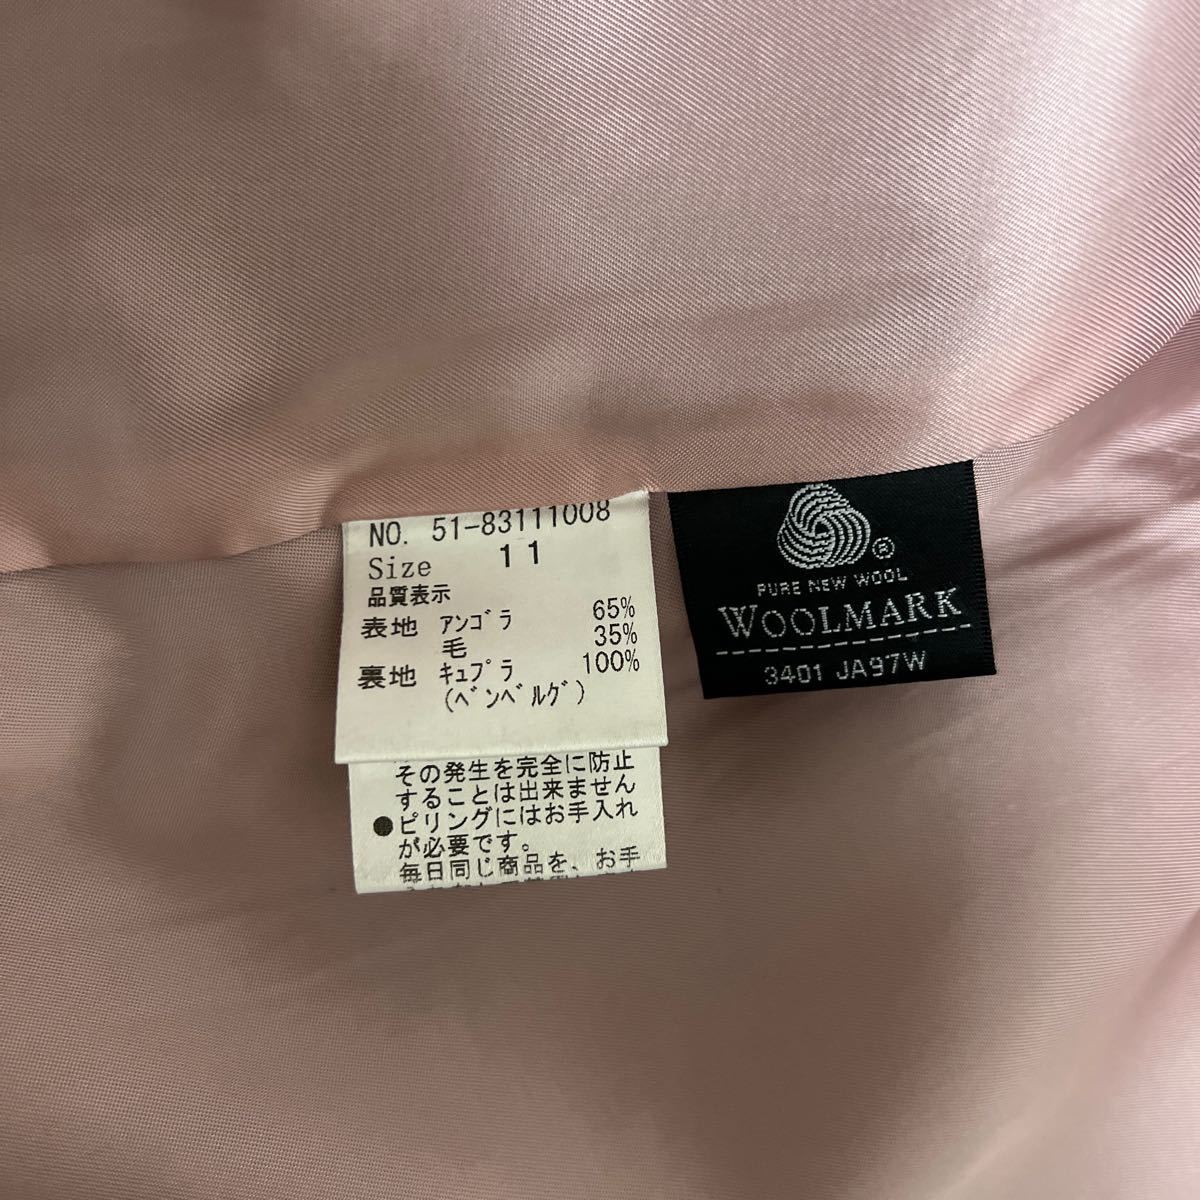 NO. 51-83111008
Size 11
品質表示
表地 アンゴラ 65%
毛 35%
裏地 キュプラ 100%
(ベンベルグ)
その発生を完全に防止
することは出来ません
●ピリングにはお手入れ
が必要です。
毎日同じ商品を、お手
®
PURE NEW WOOL
WOOLMARK
3401 JA97W